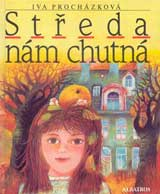 IVA PROCHÁZKOVÁ
Středa
nám chutná
ALBATROS